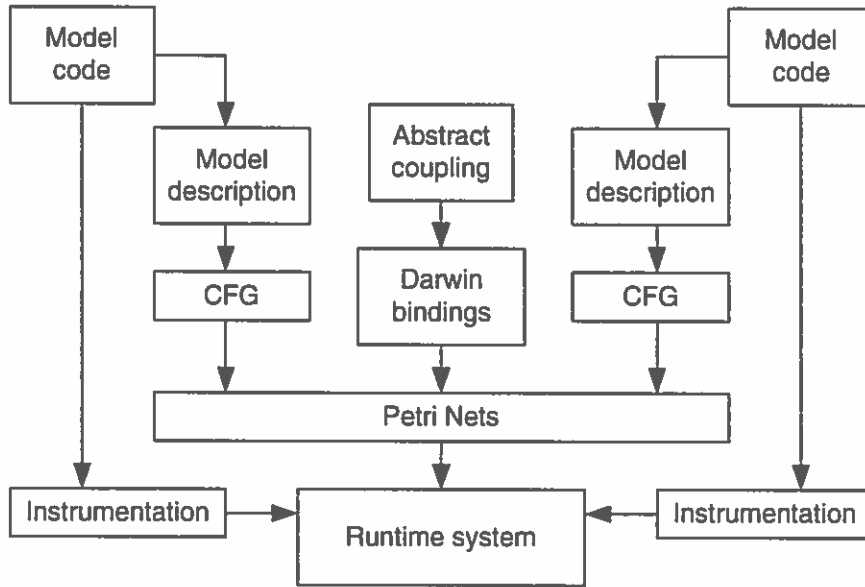 Model
code
Model
code
Model
description
Abstract
coupling
Model
description
CFG
Darwin
bindings
CFG
Petri Nets
Instrumentation
Runtime system
Instrumentation